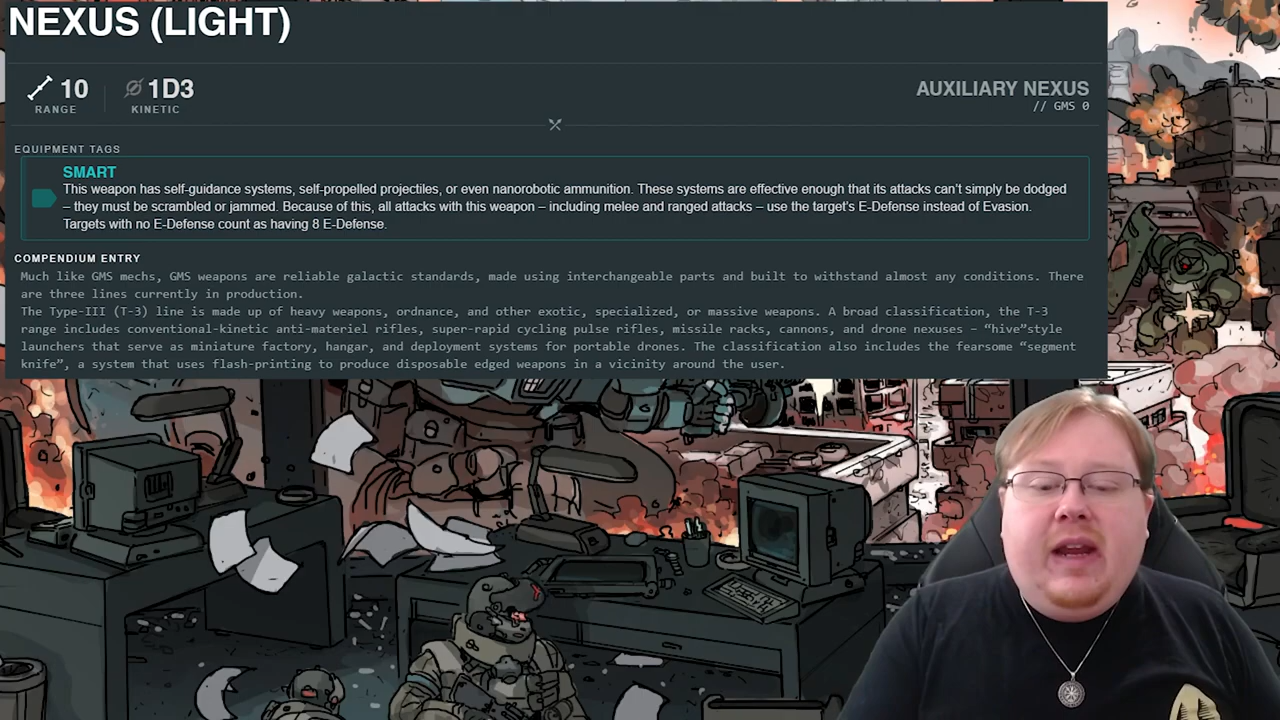 NEXUS (LIGHT)
10
RANGE
1D3
KINETIC
AUXILIARY NEXUS
// GMS 0
EQUIPMENT TAGS
SMART
This weapon has self-guidance systems, self-propelled projectiles, or even nanorobotic ammunition. These systems are effective enough that its attacks can't simply be dodged
– they must be scrambled or jammed. Because of this, all attacks with this weapon – including melee and ranged attacks – use the target's E-Defense instead of Evasion.
Targets with no E-Defense count as having 8 E-Defense.
COMPENDIUM ENTRY
Much like GMS mechs, GMS weapons are reliable galactic standards, made using interchangeable parts and built to withstand almost any conditions. There
are three lines currently in production.
The Type-III (T-3) line is made up of heavy weapons, ordnance, and other exotic, specialized, or massive weapons. A broad classification, the T-3
range includes conventional-kinetic anti-materiel rifles, super-rapid cycling pulse rifles, missile racks, cannons, and drone nexuses – “hive”style
launchers that serve as miniature factory, hangar, and deployment systems for portable drones. The classification also includes the fearsome “segment
knife”, a system that uses flash-printing to produce disposable edged weapons in a vicinity around the user.